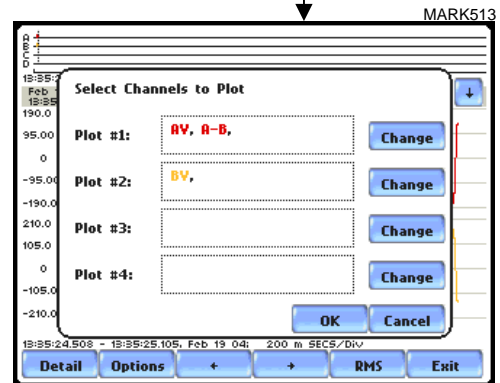 MARK513
A
B
C
D
13:35:
Feb
13:35
↓
190.0
95.00
0
-95.00
-190.0
210.0
105.0
0
-105.0
-210.0
Select Channels to Plot
Plot #1: AV, A-B, Change
Plot #2: BV, Change
Plot #3: Change
Plot #4: Change
OK Cancel
13:35:24.508 - 13:35:25.105, Feb 19 04; 200 m SECS/Div
Detail Options ← → RMS Exit